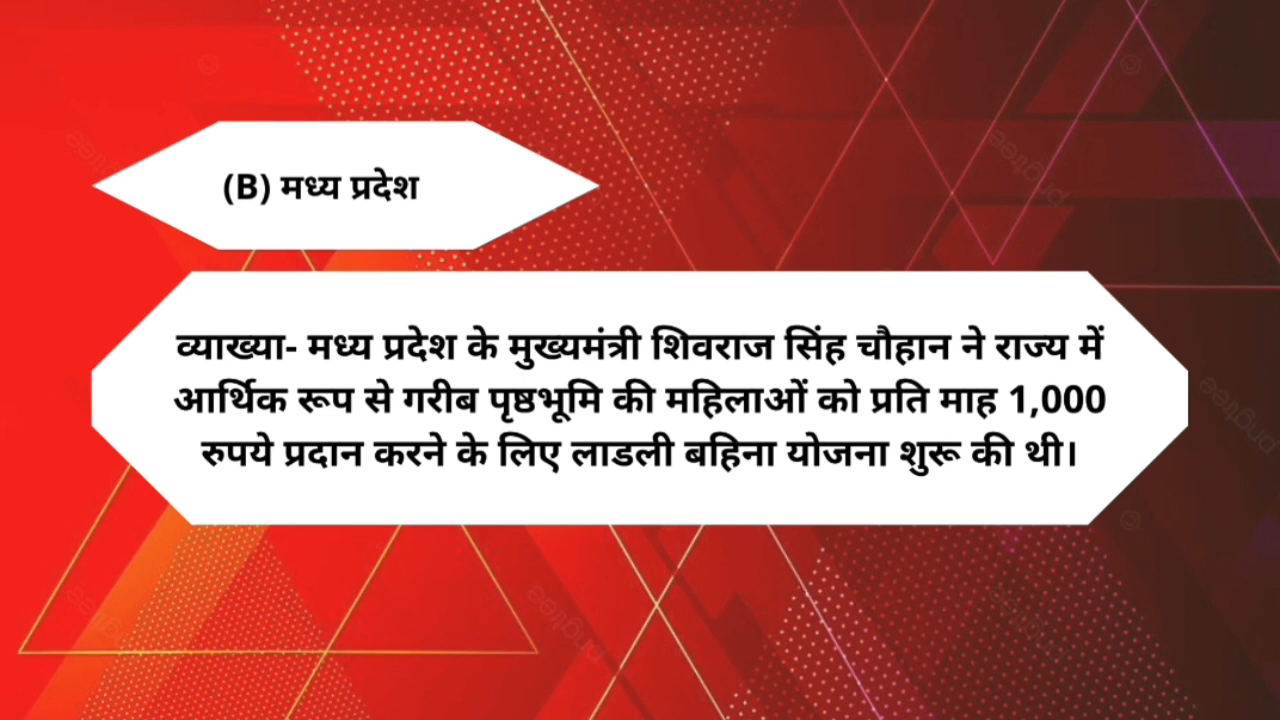 (B) मध्य प्रदेश
व्याख्या- मध्य प्रदेश के मुख्यमंत्री शिवराज सिंह चौहान ने राज्य में
आर्थिक रूप से गरीब पृष्ठभूमि की महिलाओं को प्रति माह 1,000
रुपये प्रदान करने के लिए लाडली बहिना योजना शुरू की थी।